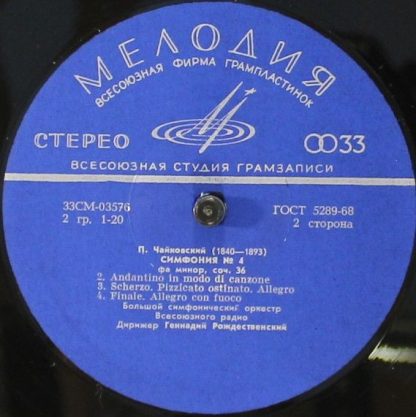 МЕЛОДИЯ
ВСЕСОЮЗНАЯ ФИРМА ГРАМПЛАСТИНОК
СТЕРЕО
33
ВСЕСОЮЗНАЯ СТУДИЯ ГРАМЗАПИСИ
33СМ-03576
ГОСТ 5289-68
2 гр. 1-20
2 сторона
П. Чайковский (1840—1893)
СИМФОНИЯ № 4
фа минор, соч. 36
2. Andantino in modo di canzone
3. Scherzo. Pizzicato ostinato. Allegro
4. Finale. Allegro con fuoco
Большой симфонический оркестр
Всесоюзного радио
Дирижер Геннадий Рождественский